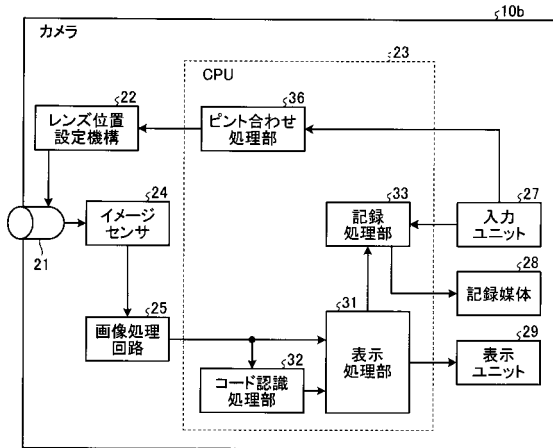 カメラ
10b
CPU
23
22
レンズ位置
設定機構
36
ピント合わせ
処理部
24
イメージ
センサ
21
33
記録
処理部
27
入力
ユニット
28
記録媒体
25
画像処理
回路
31
表示
処理部
29
表示
ユニット
32
コード認識
処理部